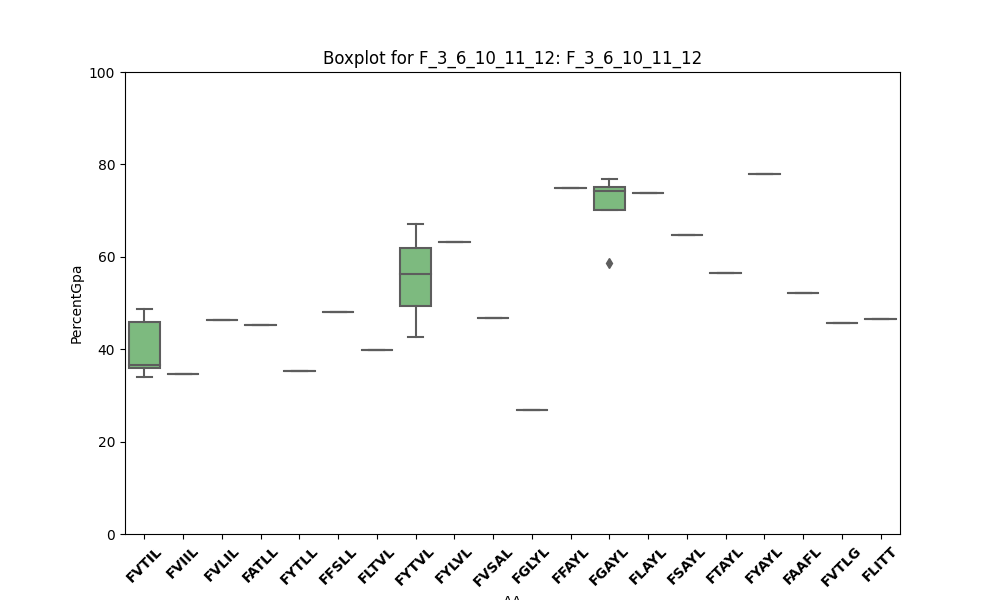 Boxplot for F_3_6_10_11_12: F_3_6_10_11_12
PercentGpa
100
80
60
40
20
0
FVTIL
FVIIL
FVLIL
FATLL
FYTLL
FFSLL
FLTVL
FYTVL
FYLVL
FVSAL
FGLYL
FFAYL
FGAYL
FLAYL
FSAYL
FTAYL
FYAYL
FAAFL
FVTLG
FLITT
AA